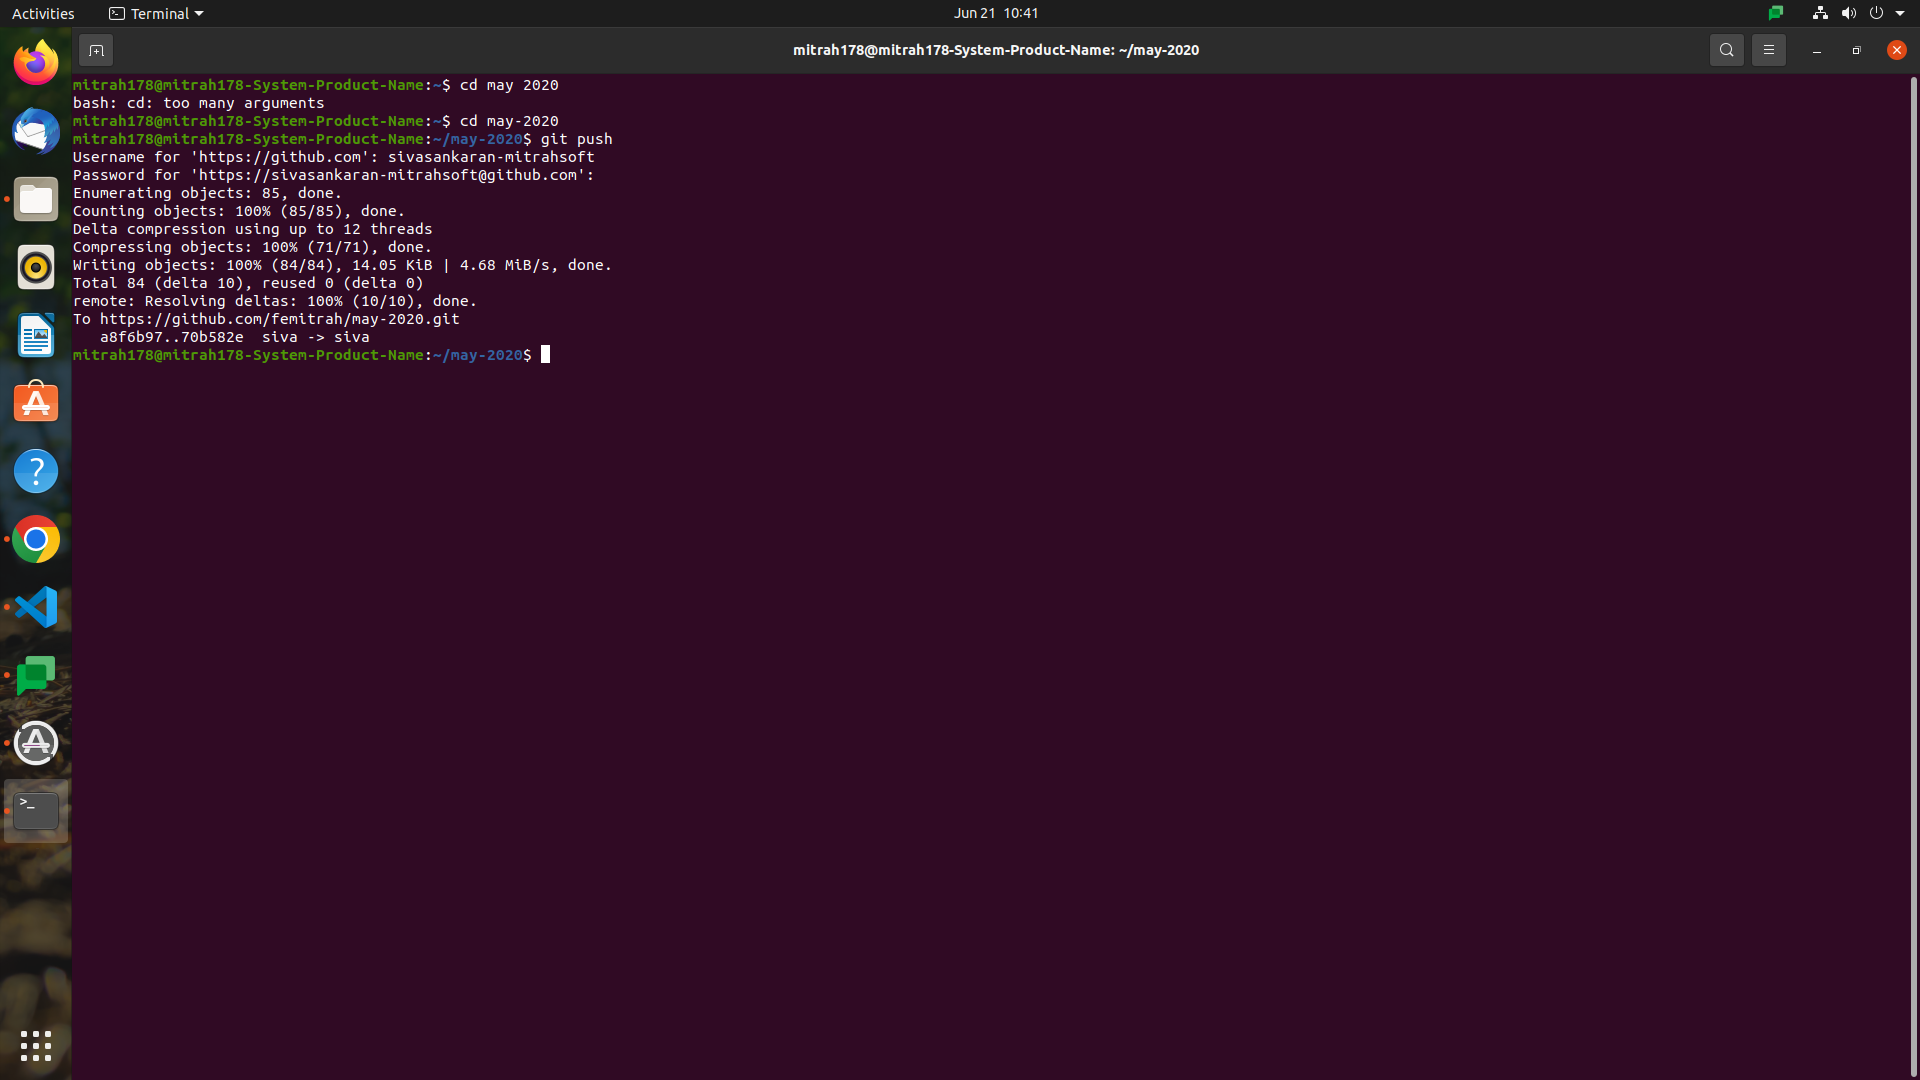 Activities
Terminal
Jun 21 10:41
mitrah178@mitrah178-System-Product-Name: ~/may-2020
mitrah178@mitrah178-System-Product-Name:~$ cd may 2020
bash: cd: too many arguments
mitrah178@mitrah178-System-Product-Name:~$ cd may-2020
mitrah178@mitrah178-System-Product-Name:~/may-2020$ git push
Username for 'https://github.com': sivasankaran-mitrahsoft
Password for 'https://sivasankaran-mitrahsoft@github.com':
Enumerating objects: 85, done.
Counting objects: 100% (85/85), done.
Delta compression using up to 12 threads
Compressing objects: 100% (71/71), done.
Writing objects: 100% (84/84), 14.05 KiB | 4.68 MiB/s, done.
Total 84 (delta 10), reused 0 (delta 0)
remote: Resolving deltas: 100% (10/10), done.
To https://github.com/femitrah/may-2020.git
   a8f6b97..70b582e  siva -> siva
mitrah178@mitrah178-System-Product-Name:~/may-2020$